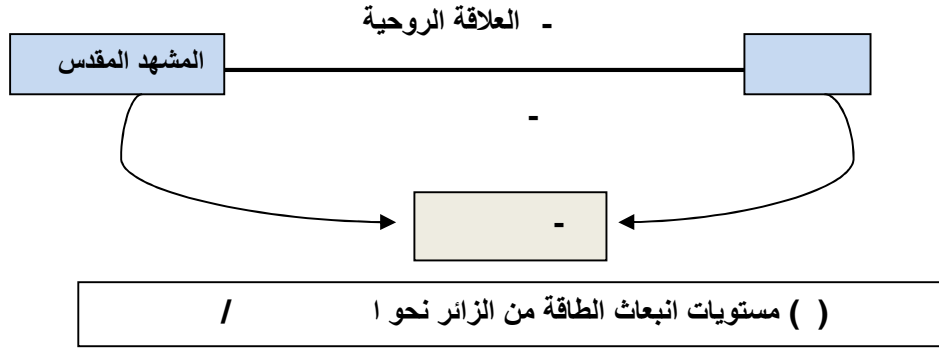 - العلاقة الروحية
المشهد المقدس
-
-
( ) مستويات انبعاث الطاقة من الزائر نحو ا /